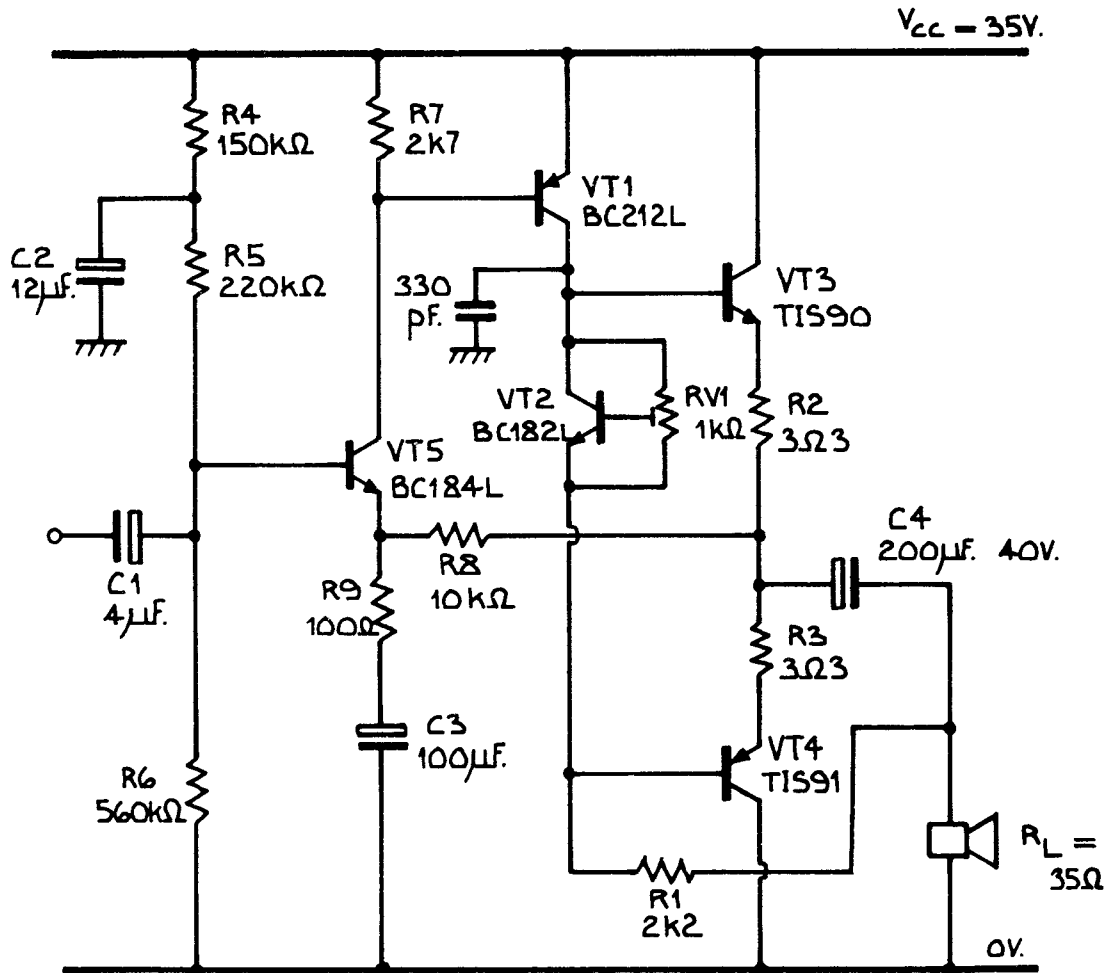 Vcc = 35V.
R4
150kΩ
R7
2k7
VT1
BC212L
C2
12µF.
R5
220kΩ
330
pF.
VT3
TIS90
VT2
BC182L
RV1
1kΩ
R2
3Ω3
VT5
BC184L
C4
200µF. 40V.
C1
4µF.
R9
100Ω
R8
10kΩ
R3
3Ω3
C3
100µF.
VT4
TIS91
R6
560kΩ
RL =
35Ω
R1
2k2
0V.